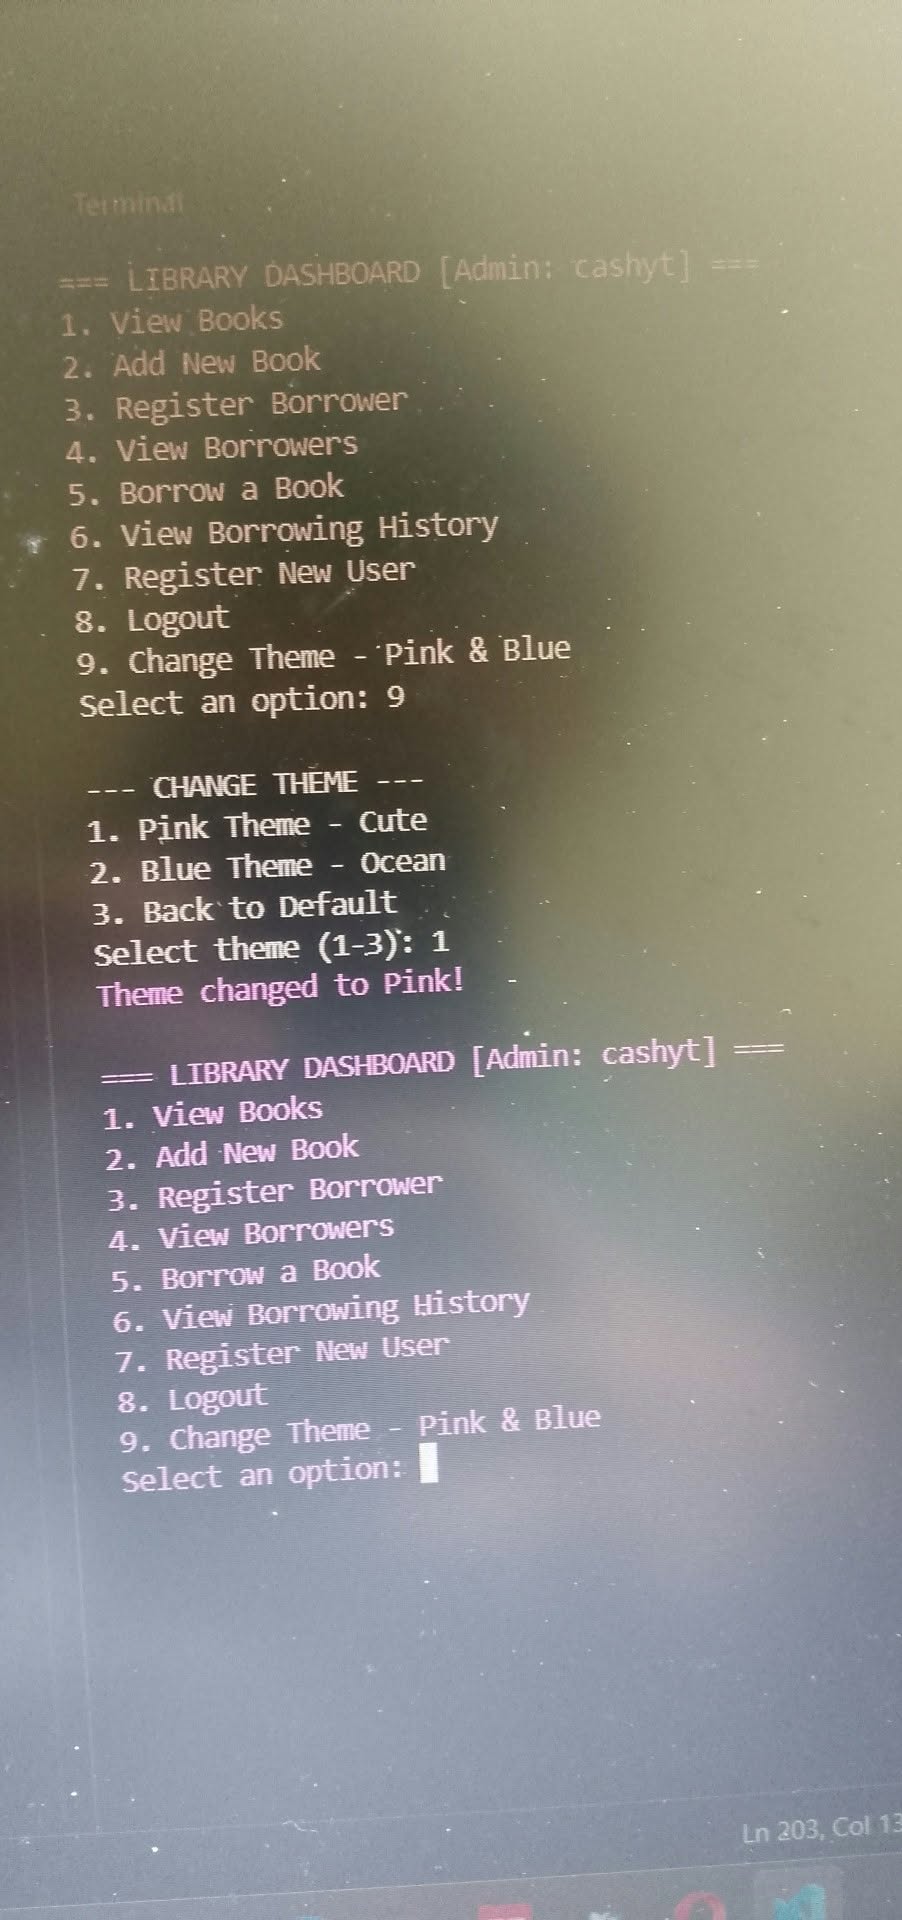 Terminal
=== LIBRARY DASHBOARD [Admin: cashyt] ===
1. View Books
2. Add New Book
3. Register Borrower
4. View Borrowers
5. Borrow a Book
6. View Borrowing History
7. Register New User
8. Logout
9. Change Theme - Pink & Blue
Select an option: 9
--- CHANGE THEME ---
1. Pink Theme - Cute
2. Blue Theme - Ocean
3. Back to Default
Select theme (1-3): 1
Theme changed to Pink!
=== LIBRARY DASHBOARD [Admin: cashyt] ===
1. View Books
2. Add New Book
3. Register Borrower
4. View Borrowers
5. Borrow a Book
6. View Borrowing History
7. Register New User
8. Logout
9. Change Theme - Pink & Blue
Select an option:
Ln 203, Col 13